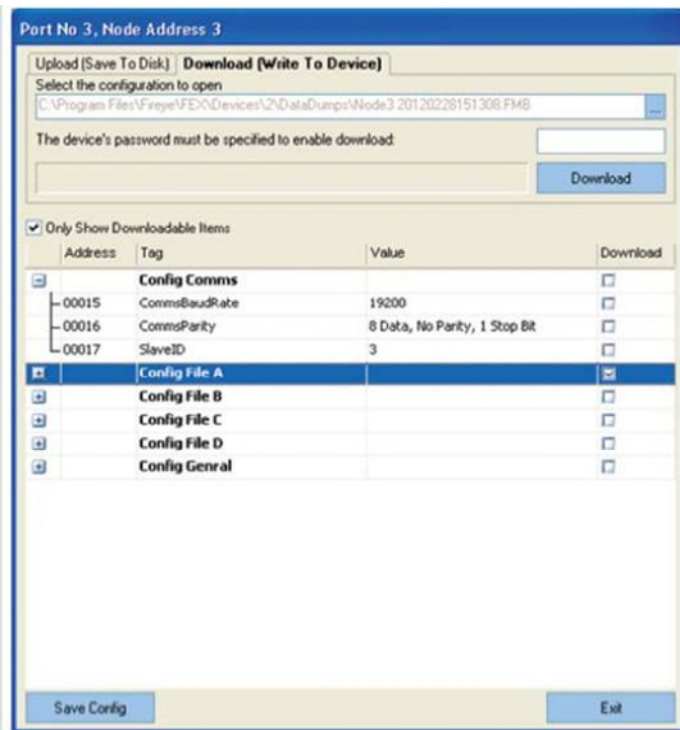 Port No 3, Node Address 3
Upload (Save To Disk) Download (Write To Device)
Select the configuration to open
C:\Program Files\Fireye\FEX\Devices\2\DataDumps\Node3 20120228151308.FMB ...
The device's password must be specified to enable download:
Download
Only Show Downloadable Items
Address Tag Value Download
Config Comms
00015 CommsBaudRate 19200
00016 CommsParity 8 Data, No Parity, 1 Stop Bit
00017 SlaveID 3
Config File A
Config File B
Config File C
Config File D
Config Genral
Save Config Exit